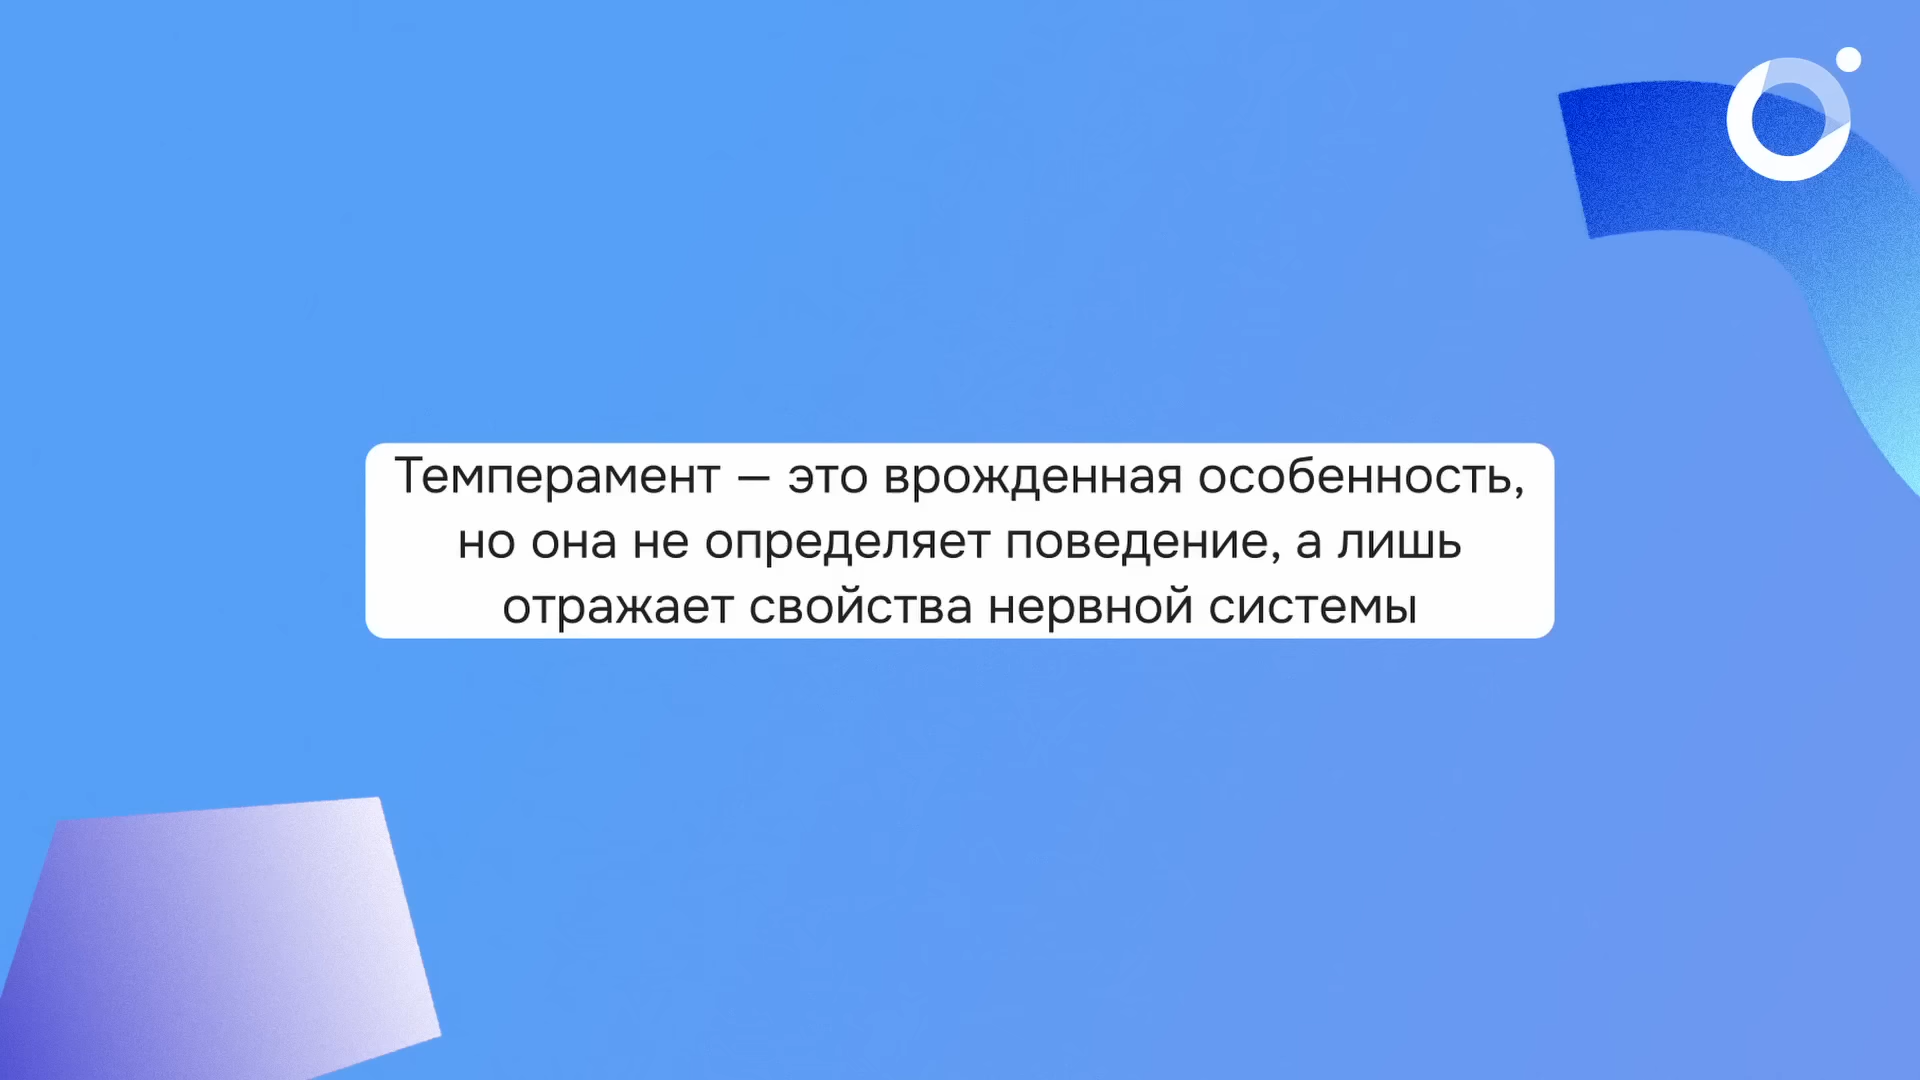 Темперамент — это врожденная особенность,
но она не определяет поведение, а лишь
отражает свойства нервной системы